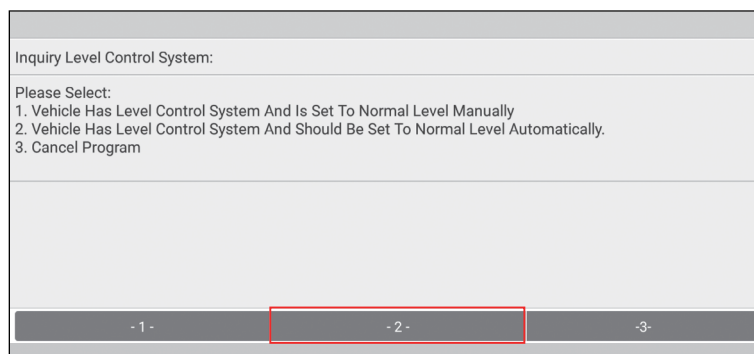 Inquiry Level Control System:
Please Select:
1. Vehicle Has Level Control System And Is Set To Normal Level Manually
2. Vehicle Has Level Control System And Should Be Set To Normal Level Automatically.
3. Cancel Program
- 1 -
- 2 -
-3-